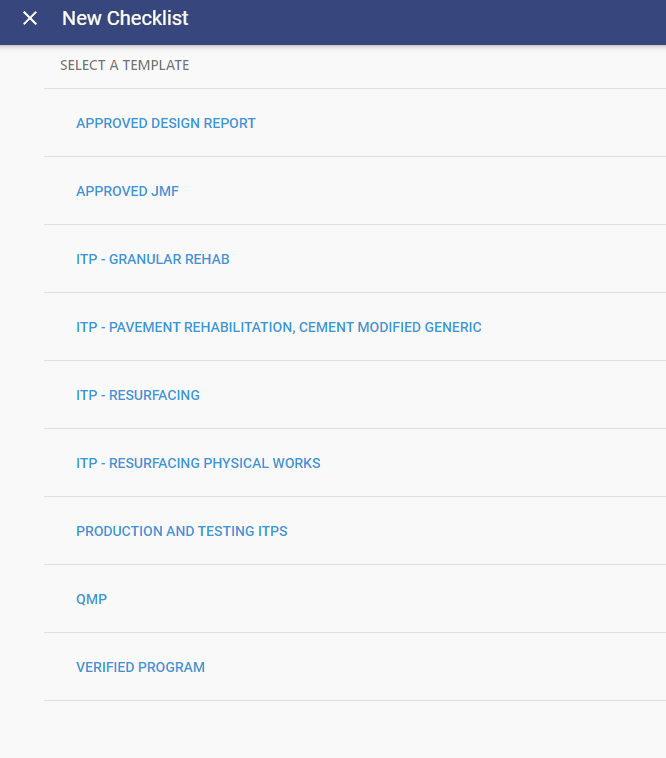 New Checklist
SELECT A TEMPLATE
APPROVED DESIGN REPORT
APPROVED JMF
ITP - GRANULAR REHAB
ITP - PAVEMENT REHABILITATION, CEMENT MODIFIED GENERIC
ITP - RESURFACING
ITP - RESURFACING PHYSICAL WORKS
PRODUCTION AND TESTING ITPS
QMP
VERIFIED PROGRAM